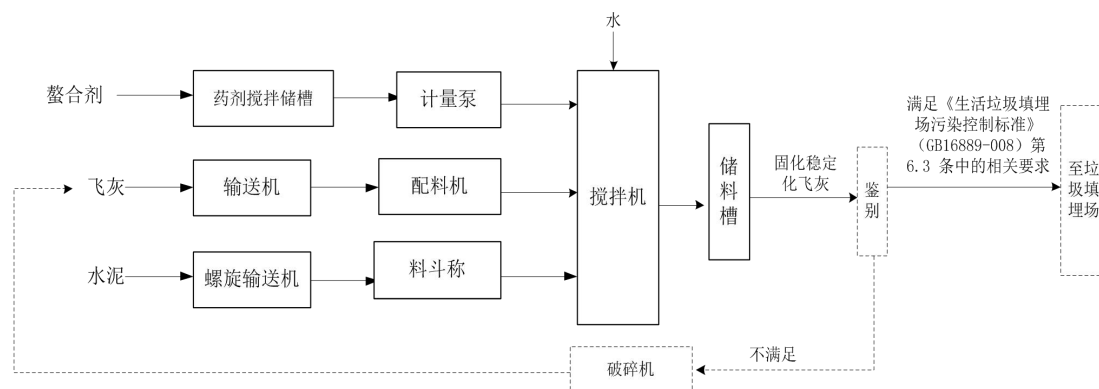 水
螯合剂
药剂搅拌储槽
计量泵
满足《生活垃圾填埋
场污染控制标准》
（GB16889-008）第
6.3 条中的相关要求
飞灰
输送机
配料机
搅拌机
储料槽
固化稳定
化飞灰
鉴别
至垃
圾填
埋场
水泥
螺旋输送机
料斗称
不满足
破碎机